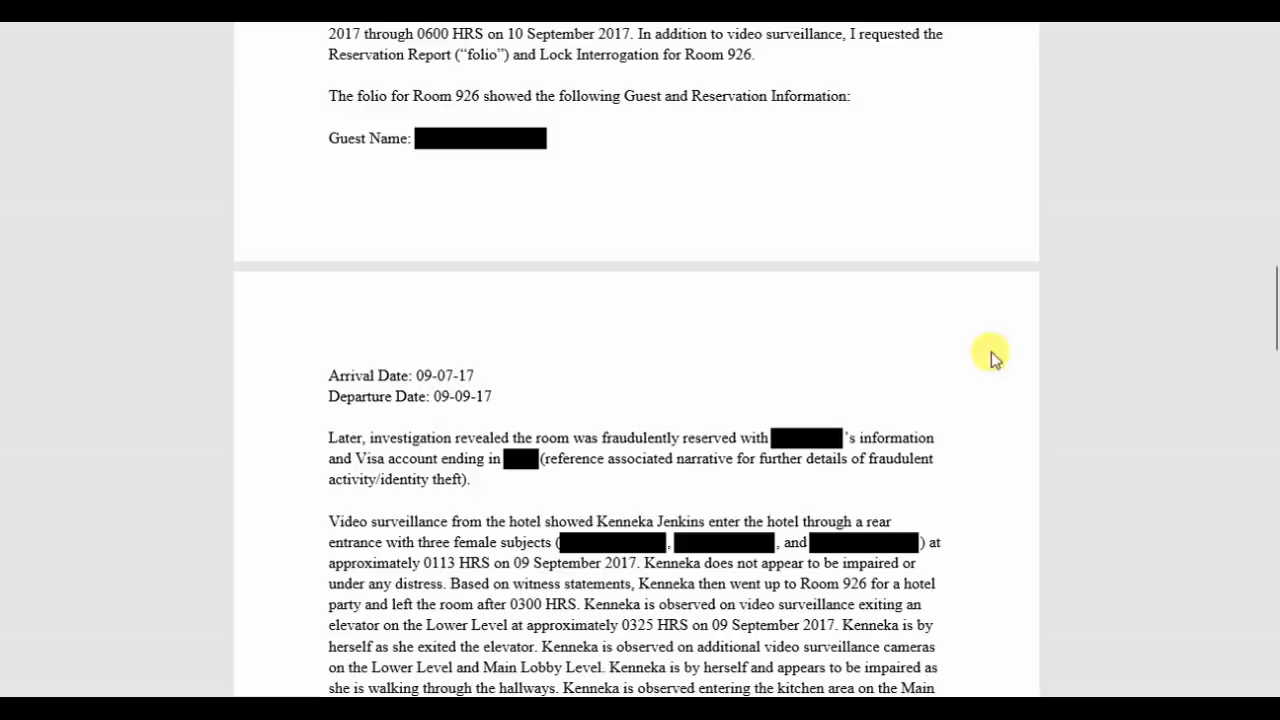 2017 through 0600 HRS on 10 September 2017. In addition to video surveillance, I requested the
Reservation Report (“folio”) and Lock Interrogation for Room 926.
The folio for Room 926 showed the following Guest and Reservation Information:
Guest Name:
Arrival Date: 09-07-17
Departure Date: 09-09-17
Later, investigation revealed the room was fraudulently reserved with 's information
and Visa account ending in (reference associated narrative for further details of fraudulent
activity/identity theft).
Video surveillance from the hotel showed Kenneka Jenkins enter the hotel through a rear
entrance with three female subjects ( , , and ) at
approximately 0113 HRS on 09 September 2017. Kenneka does not appear to be impaired or
under any distress. Based on witness statements, Kenneka then went up to Room 926 for a hotel
party and left the room after 0300 HRS. Kenneka is observed on video surveillance exiting an
elevator on the Lower Level at approximately 0325 HRS on 09 September 2017. Kenneka is by
herself as she exited the elevator. Kenneka is observed on additional video surveillance cameras
on the Lower Level and Main Lobby Level. Kenneka is by herself and appears to be impaired as
she is walking through the hallways. Kenneka is observed entering the kitchen area on the Main